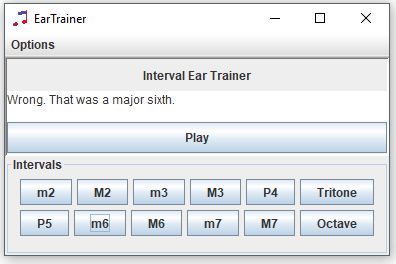 EarTrainer
Options
Interval Ear Trainer
Wrong. That was a major sixth.
Play
Intervals
m2 M2 m3 M3 P4 Tritone
P5 m6 M6 m7 M7 Octave